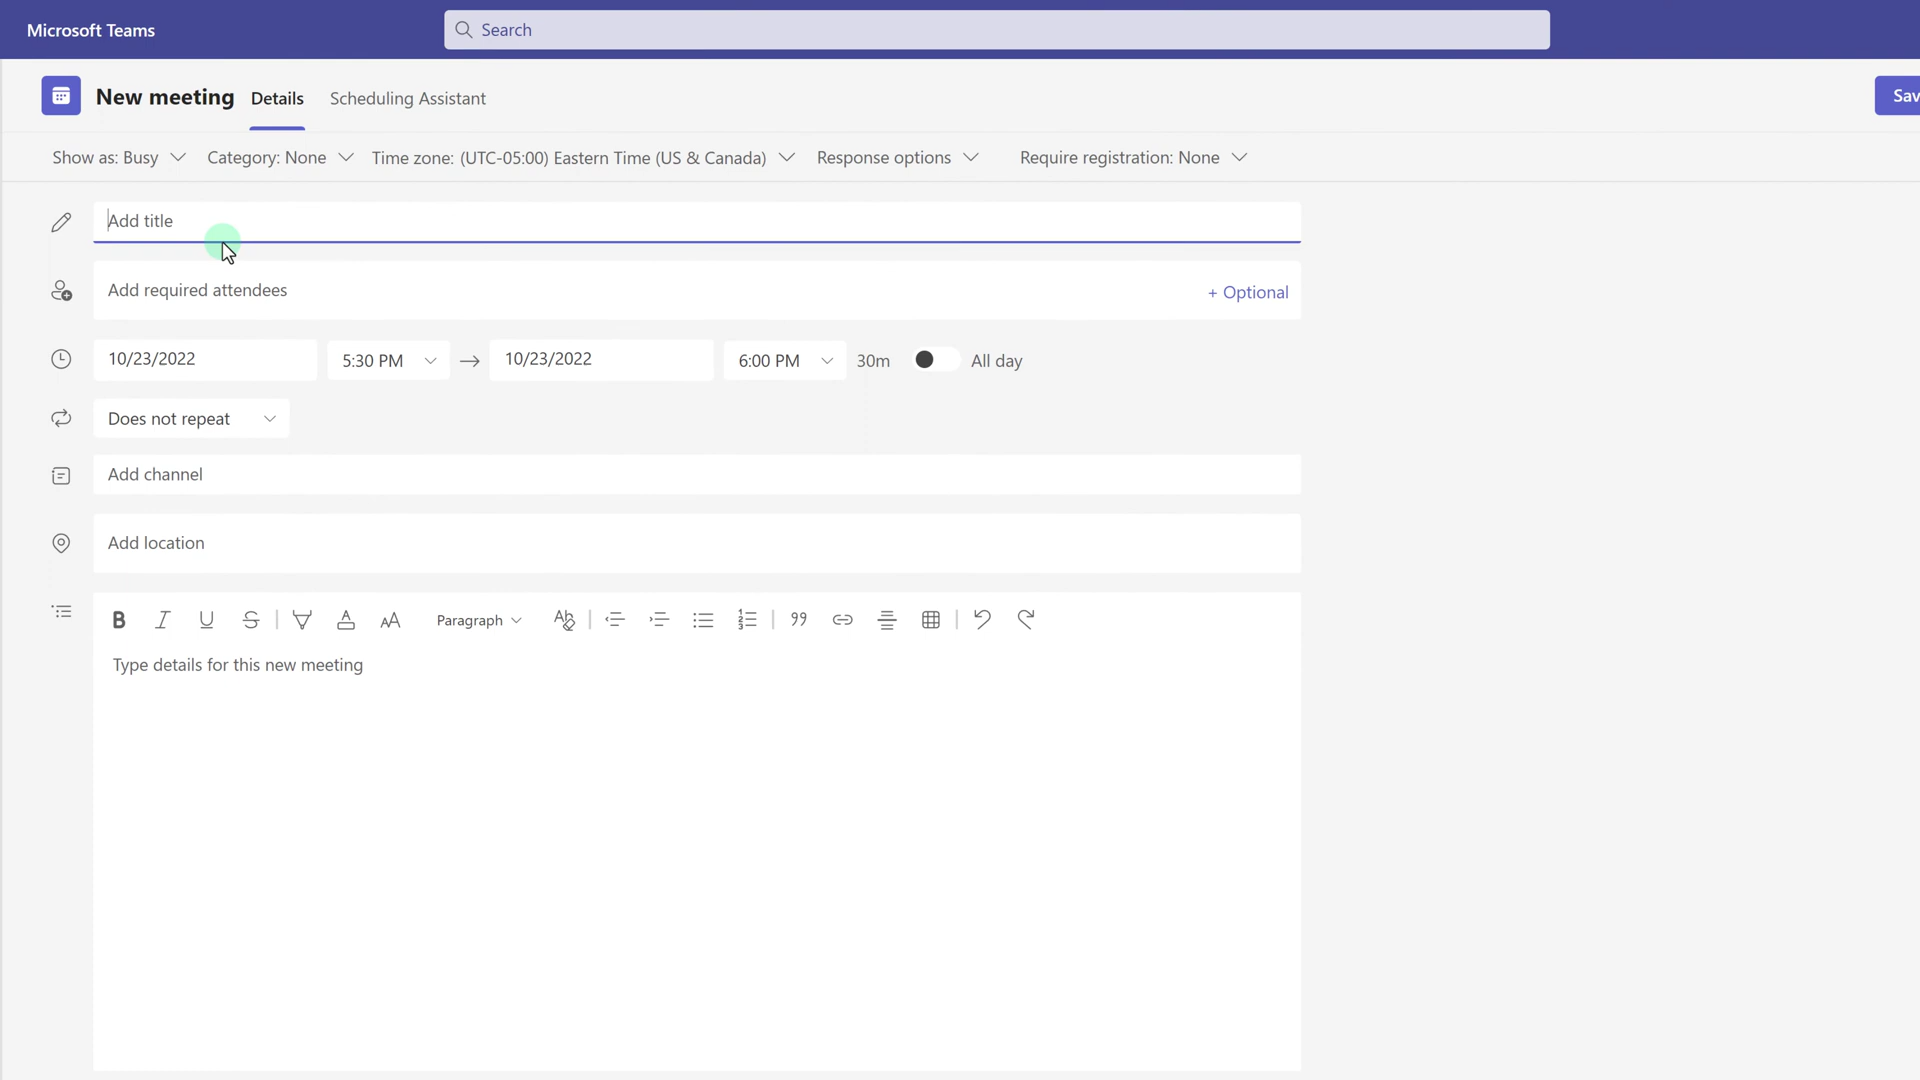 Microsoft Teams
Search
New meeting
Details
Scheduling Assistant
Sav
Show as: Busy
Category: None
Time zone: (UTC-05:00) Eastern Time (US & Canada)
Response options
Require registration: None
Add title
Add required attendees
+ Optional
10/23/2022
5:30 PM
10/23/2022
6:00 PM
30m
All day
Does not repeat
Add channel
Add location
Paragraph
Type details for this new meeting